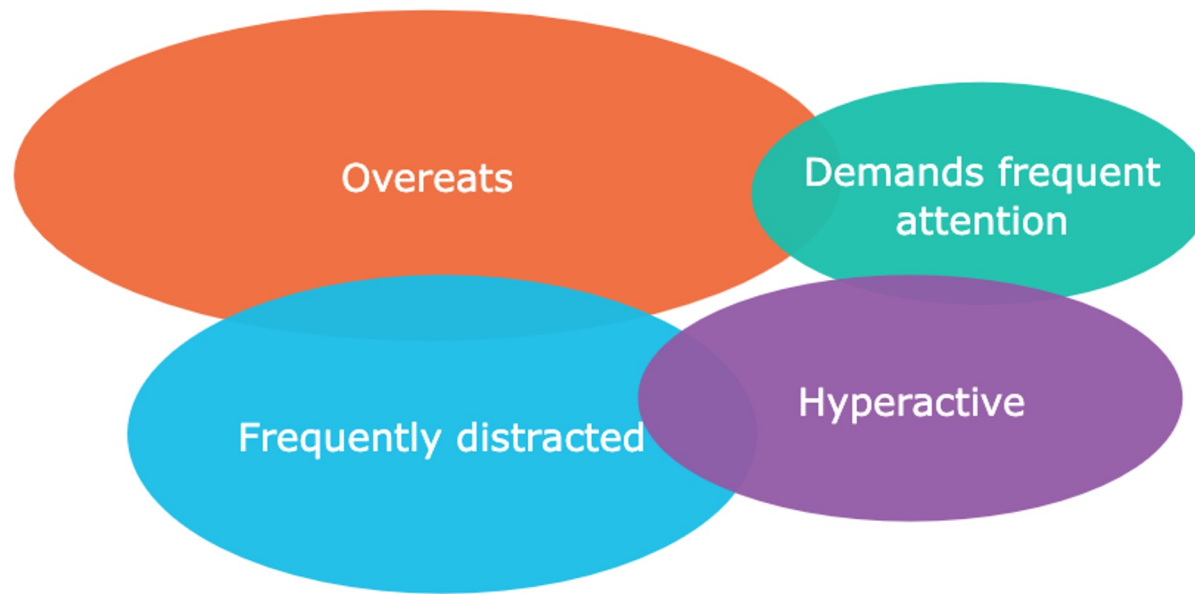 Overeats
Demands frequent
attention
Hyperactive
Frequently distracted